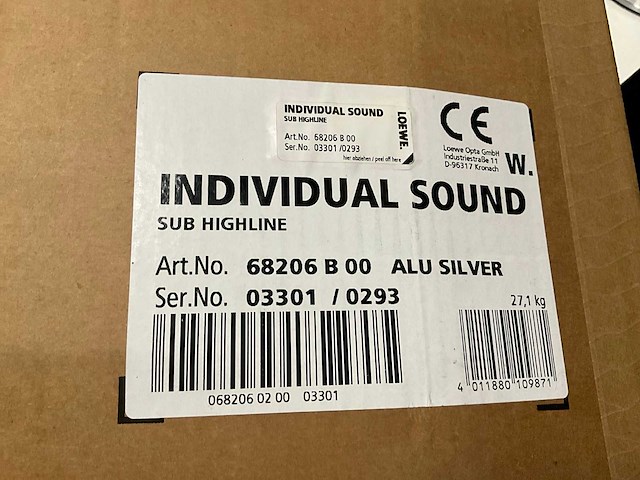 INDIVIDUAL SOUND
SUB HIGHLINE
LOEWE.
Art.No. 68206 B 00
Ser.No. 03301 /0293
hier abziehen / peel off here
CE
Loewe Opta GmbH
Industriestraße 11
D-96317 Kronach
W.
INDIVIDUAL SOUND
SUB HIGHLINE
Art.No. 68206 B 00 ALU SILVER
Ser.No. 03301 / 0293
27,1 kg
068206 02 00 03301
4 011880 109871